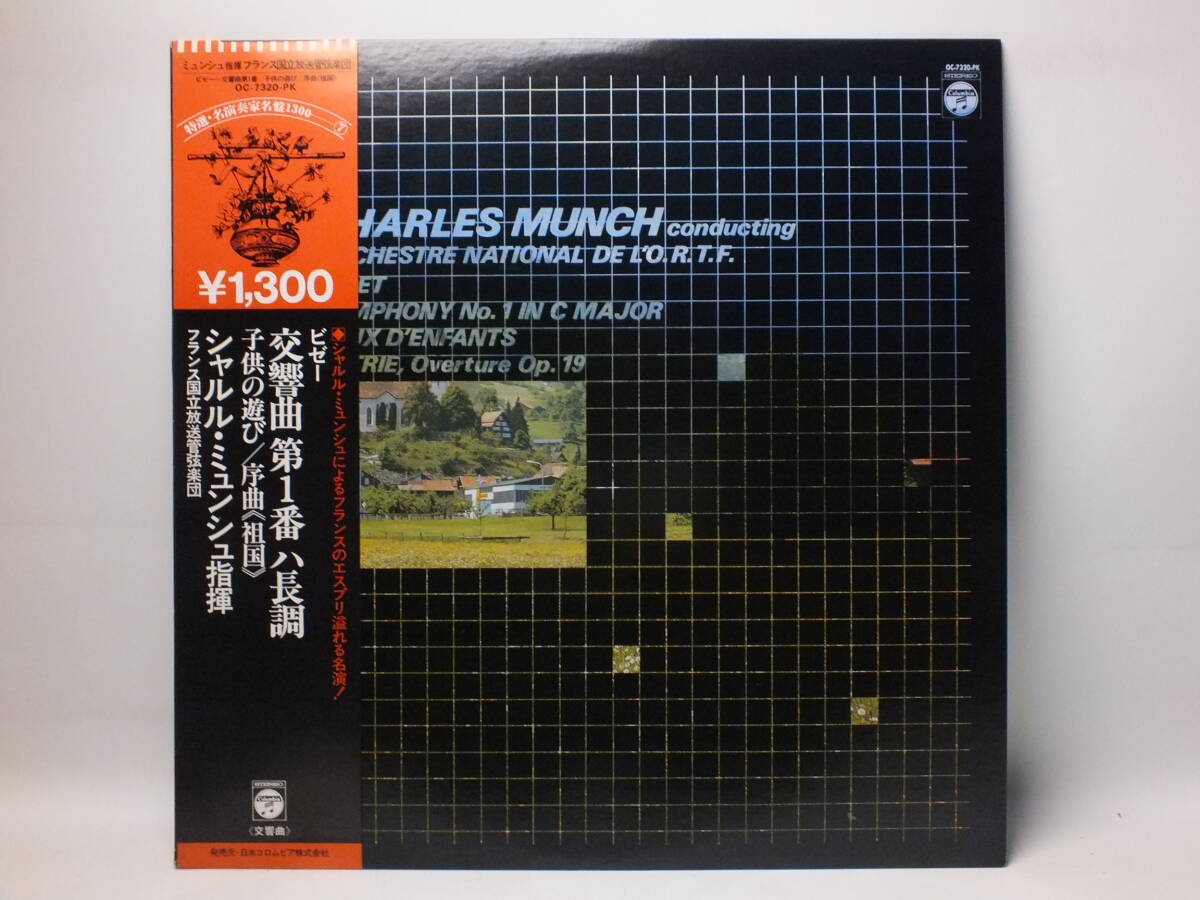 ミュンシュ指揮 フランス国立放送管弦楽団
ビゼー—交響曲第1番 子供の遊び 序曲《祖国》
OC-7320-PK
特選・名演奏家名盤1300 ⑦
¥1,300
◆シャルル・ミュンシュによるフランスのエスプリ溢れる名演!
ビゼー
交響曲 第1番 ハ長調
子供の遊び/序曲《祖国》
シャルル・ミュンシュ指揮
フランス国立放送管弦楽団
Columbia
《交響曲》
発売元・日本コロムビア株式会社
OC-7320-PK
STEREO
Columbia
HARLES MUNCH conducting
CHESTRE NATIONAL DE L'O.R.T.F.
ET
MPHONY No. 1 IN C MAJOR
UX D'ENFANTS
TRIE, Overture Op. 19